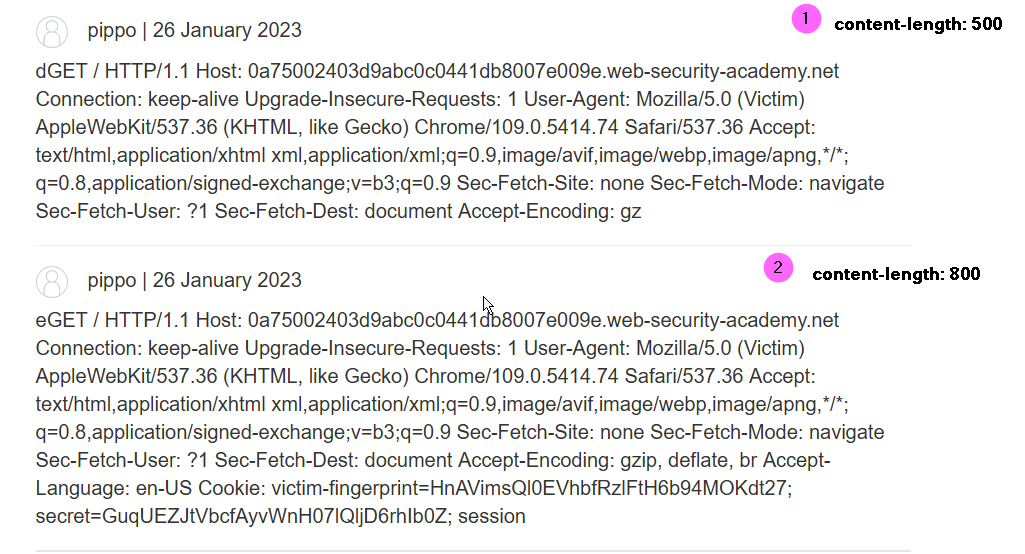 pippo | 26 January 2023
1 content-length: 500
dGET / HTTP/1.1 Host: 0a75002403d9abc0c0441db8007e009e.web-security-academy.net
Connection: keep-alive Upgrade-Insecure-Requests: 1 User-Agent: Mozilla/5.0 (Victim)
AppleWebKit/537.36 (KHTML, like Gecko) Chrome/109.0.5414.74 Safari/537.36 Accept:
text/html,application/xhtml xml,application/xml;q=0.9,image/avif,image/webp,image/apng,*/*;
q=0.8,application/signed-exchange;v=b3;q=0.9 Sec-Fetch-Site: none Sec-Fetch-Mode: navigate
Sec-Fetch-User: ?1 Sec-Fetch-Dest: document Accept-Encoding: gz
pippo | 26 January 2023
2 content-length: 800
eGET / HTTP/1.1 Host: 0a75002403d9abc0c0441db8007e009e.web-security-academy.net
Connection: keep-alive Upgrade-Insecure-Requests: 1 User-Agent: Mozilla/5.0 (Victim)
AppleWebKit/537.36 (KHTML, like Gecko) Chrome/109.0.5414.74 Safari/537.36 Accept:
text/html,application/xhtml xml,application/xml;q=0.9,image/avif,image/webp,image/apng,*/*;
q=0.8,application/signed-exchange;v=b3;q=0.9 Sec-Fetch-Site: none Sec-Fetch-Mode: navigate
Sec-Fetch-User: ?1 Sec-Fetch-Dest: document Accept-Encoding: gzip, deflate, br Accept-
Language: en-US Cookie: victim-fingerprint=HnAVimsQl0EVhbfRzlFtH6b94MOKdt27;
secret=GuqUEZJtVbcfAyvWnH07lQljD6rhIb0Z; session